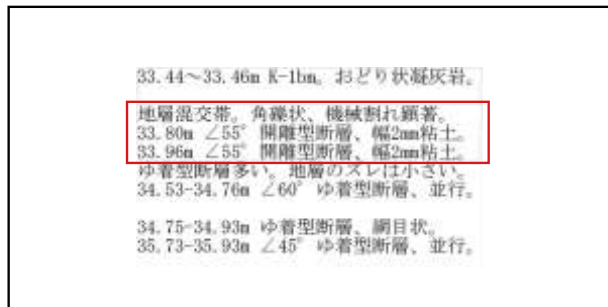 33.44～33.46m K-1bm。おどり状凝灰岩。
地層混交帯。角礫状、機械割れ顕著。
33.80m ∠55° 開離型断層、幅2mm粘土。
33.96m ∠55° 開離型断層、幅2mm粘土。
ゆ着型断層多い。地層のズレは小さい。
34.53-34.76m ∠60° ゆ着型断層、並行。
34.75-34.93m ゆ着型断層、網目状。
35.73-35.93m ∠45° ゆ着型断層、並行。